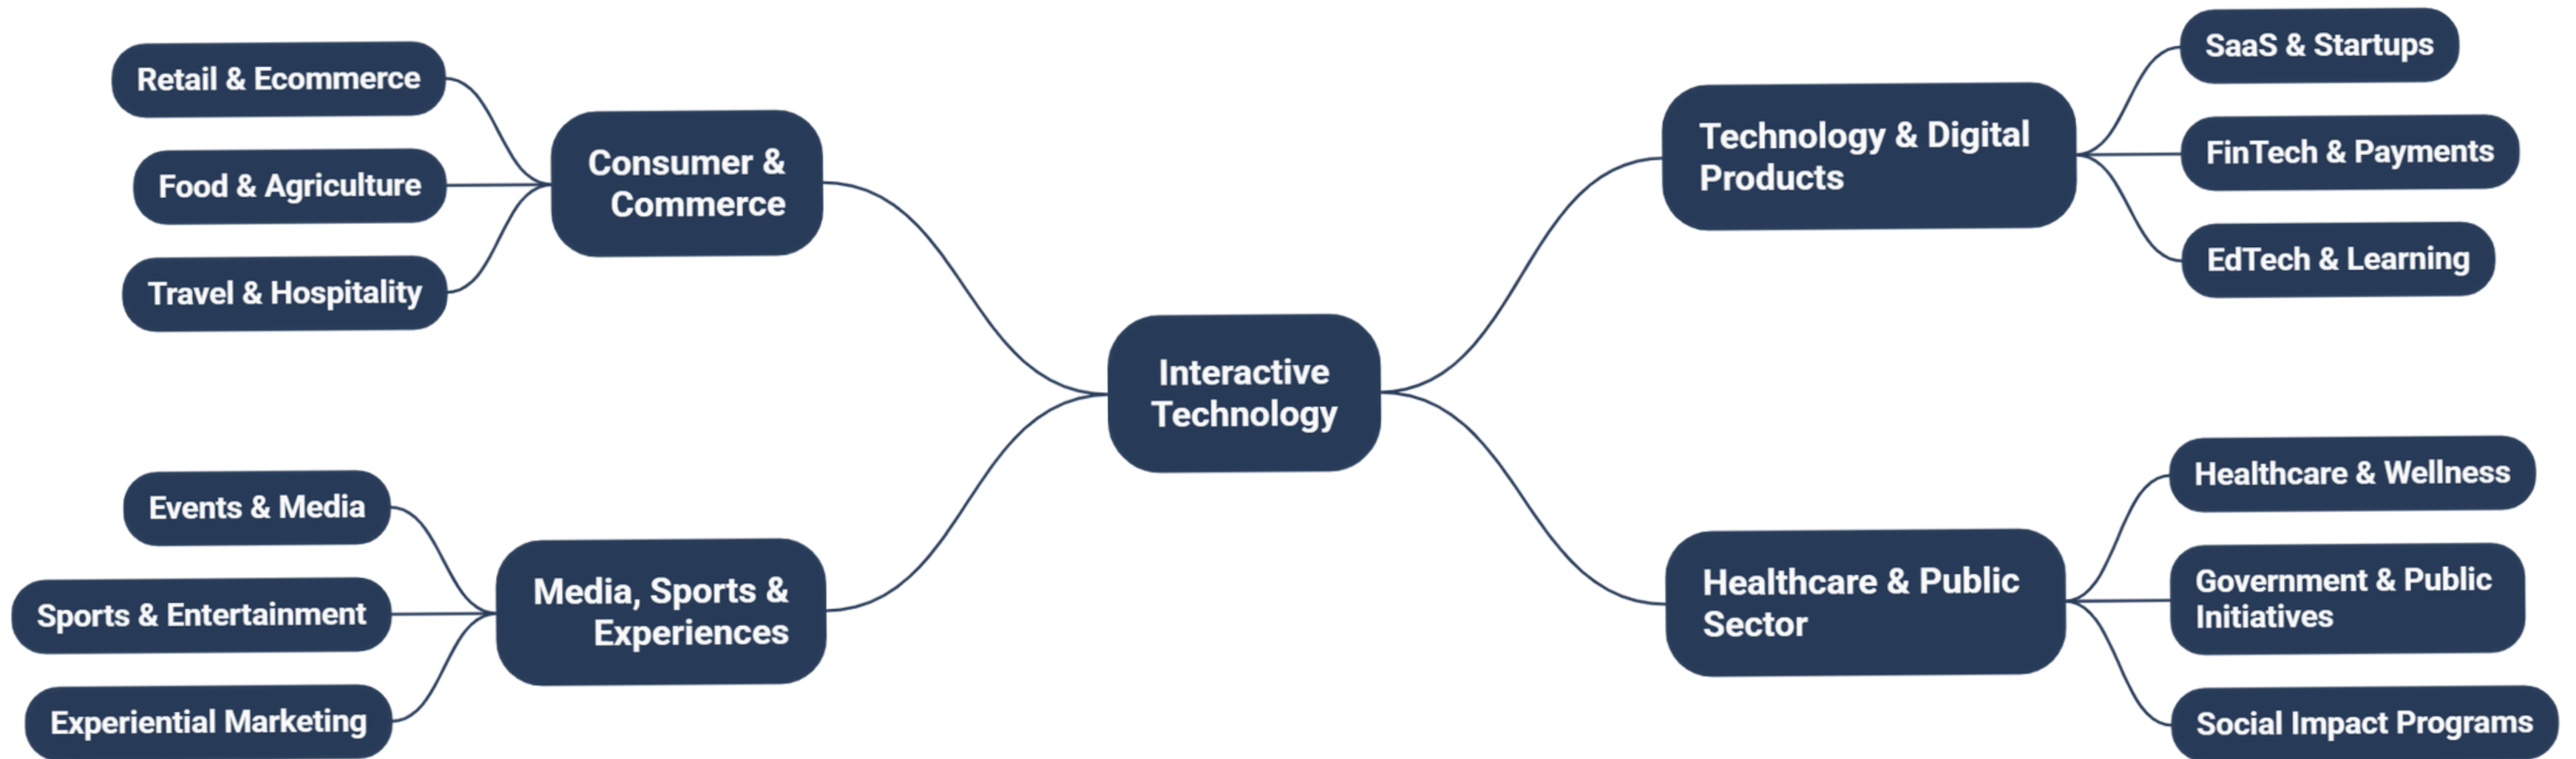 Retail & Ecommerce
Food & Agriculture
Travel & Hospitality
Consumer &
Commerce
Events & Media
Sports & Entertainment
Experiential Marketing
Media, Sports &
Experiences
Interactive
Technology
Technology & Digital
Products
SaaS & Startups
FinTech & Payments
EdTech & Learning
Healthcare & Public
Sector
Healthcare & Wellness
Government & Public
Initiatives
Social Impact Programs